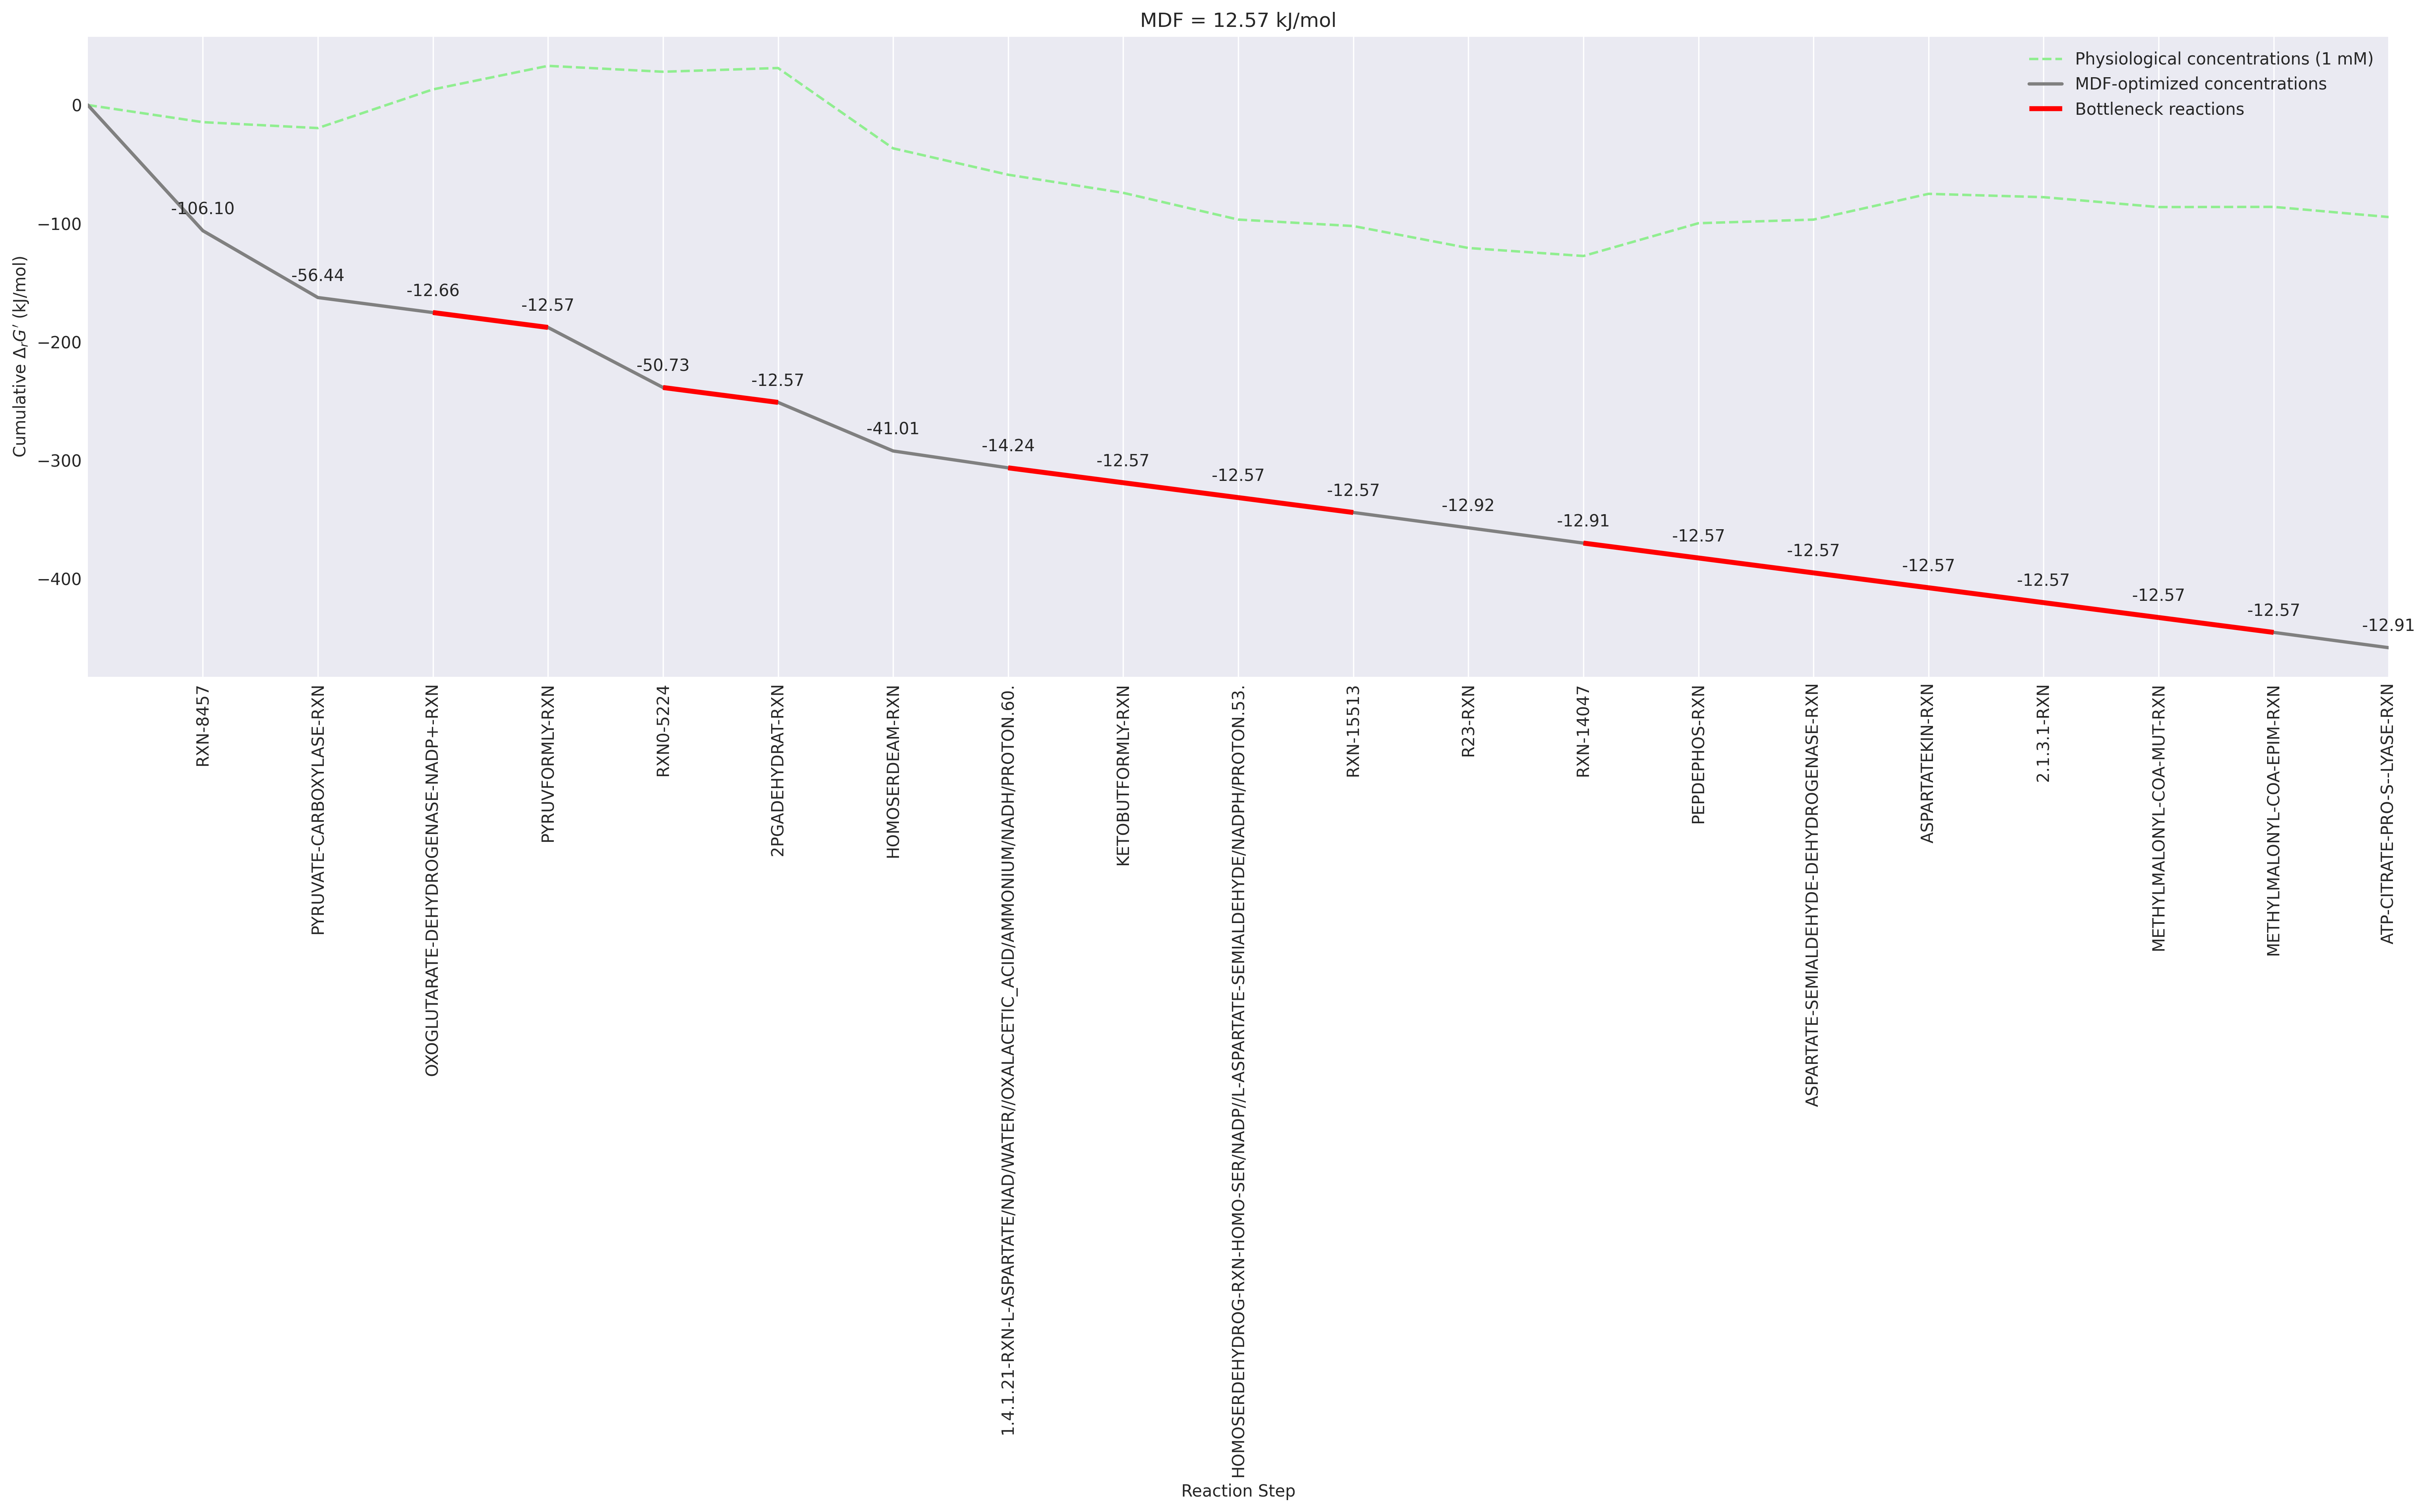 MDF = 12.57 kJ/mol
Physiological concentrations (1 mM)
MDF-optimized concentrations
Bottleneck reactions
Cumulative ΔrG′ (kJ/mol)
0
−100
−200
−300
−400
-106.10
-56.44
-12.66
-12.57
-50.73
-12.57
-41.01
-14.24
-12.57
-12.57
-12.57
-12.92
-12.91
-12.57
-12.57
-12.57
-12.57
-12.57
-12.57
-12.91
RXN-8457
PYRUVATE-CARBOXYLASE-RXN
OXOGLUTARATE-DEHYDROGENASE-NADP+-RXN
PYRUVFORMLY-RXN
RXN0-5224
2PGADEHYDRAT-RXN
HOMOSERDEAM-RXN
1.4.1.21-RXN-L-ASPARTATE/NAD/WATER//OXALACETIC_ACID/AMMONIUM/NADH/PROTON.60.
KETOBUTFORMLY-RXN
HOMOSERDEHYDROG-RXN-HOMO-SER/NADP//L-ASPARTATE-SEMIALDEHYDE/NADPH/PROTON.53.
RXN-15513
R23-RXN
RXN-14047
PEPDEPHOS-RXN
ASPARTATE-SEMIALDEHYDE-DEHYDROGENASE-RXN
ASPARTATEKIN-RXN
2.1.3.1-RXN
METHYLMALONYL-COA-MUT-RXN
METHYLMALONYL-COA-EPIM-RXN
ATP-CITRATE-PRO-S--LYASE-RXN
Reaction Step